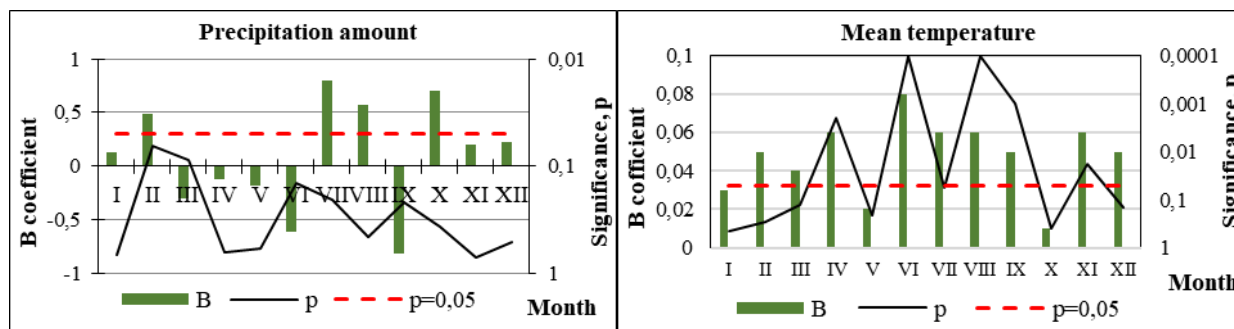 Precipitation amount
B coefficient
1
0,5
0
-0,5
-1
I II III IV V VI VII VIII IX X XI XII
0,01
0,1
1
Significance, p
B p p=0,05
Month
Mean temperature
B cofficient
0,1
0,08
0,06
0,04
0,02
0
I II III IV V VI VII VIII IX X XI XII
0,0001
0,001
0,01
0,1
1
Significance, p
B p p=0,05
Month